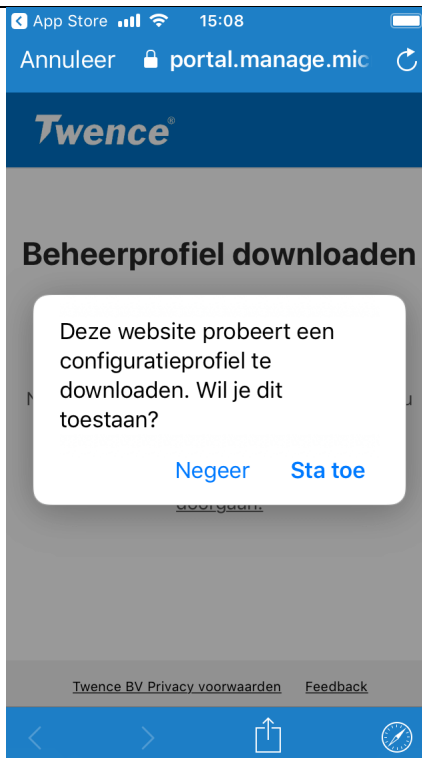 App Store 15:08
Annuleer portal.manage.mic
Twence®
Beheerprofiel downloaden
Deze website probeert een
configuratieprofiel te
downloaden. Wil je dit
toestaan?
Negeer Sta toe
doorgaan.
Twence BV Privacy voorwaarden Feedback